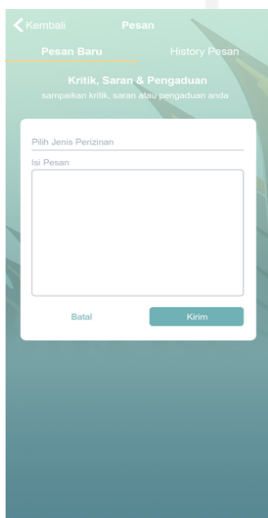 Kembali Pesan
Pesan Baru History Pesan
Kritik, Saran & Pengaduan
sampaikan kritik, saran atau pengaduan anda
Pilih Jenis Perizinan
Isi Pesan
Batal Kirim